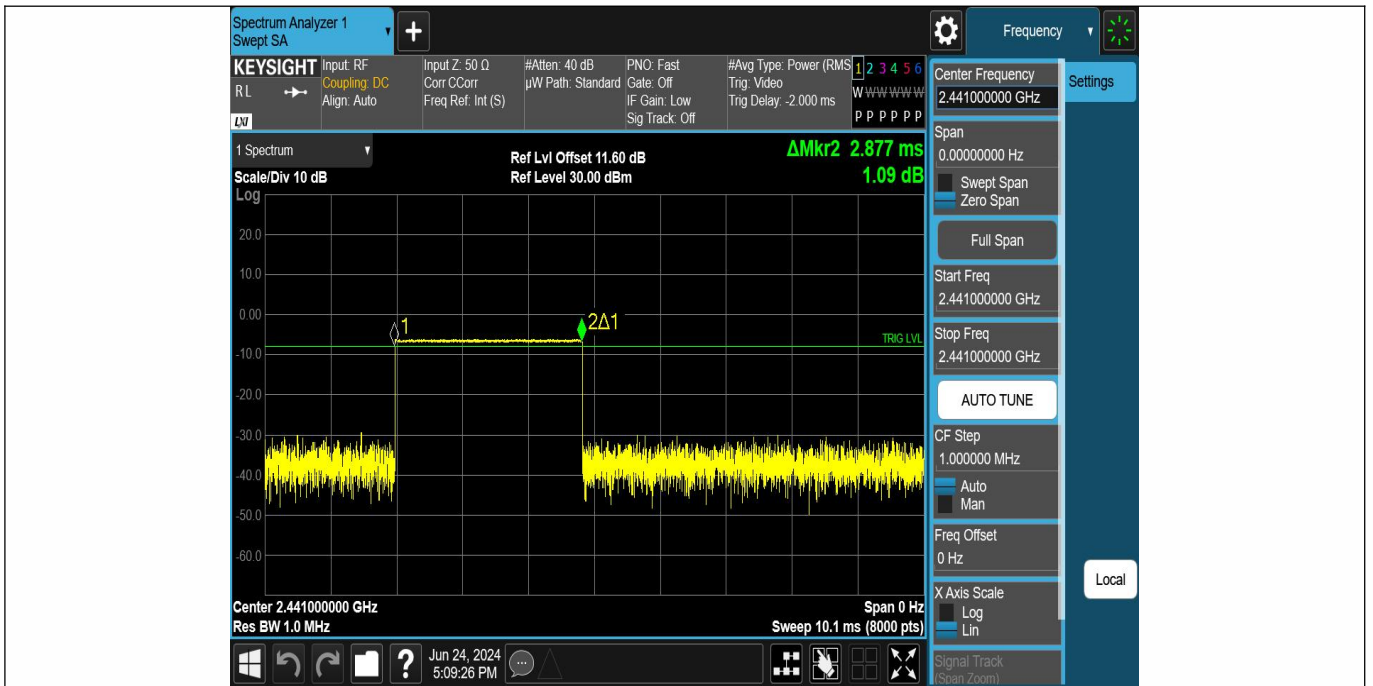 Spectrum Analyzer 1
Swept SA
Frequency
KEYSIGHT
RL
LXI
Input: RF
Coupling: DC
Align: Auto
Input Z: 50 Ω
Corr CCorr
Freq Ref: Int (S)
#Atten: 40 dB
µW Path: Standard
PNO: Fast
Gate: Off
IF Gain: Low
Sig Track: Off
#Avg Type: Power (RMS
Trig: Video
Trig Delay: -2.000 ms
1 2 3 4 5 6
W W W W W W
P P P P P P
1 Spectrum
Scale/Div 10 dB
Ref Lvl Offset 11.60 dB
Ref Level 30.00 dBm
ΔMkr2 2.877 ms
1.09 dB
Log
20.0
10.0
0.00
-10.0
-20.0
-30.0
-40.0
-50.0
-60.0
1
2Δ1
TRIG LVL
Center 2.441000000 GHz
Res BW 1.0 MHz
Span 0 Hz
Sweep 10.1 ms (8000 pts)
?
Jun 24, 2024
5:09:26 PM
Center Frequency
2.441000000 GHz
Settings
Span
0.00000000 Hz
Swept Span
Zero Span
Full Span
Start Freq
2.441000000 GHz
Stop Freq
2.441000000 GHz
AUTO TUNE
CF Step
1.000000 MHz
Auto
Man
Freq Offset
0 Hz
Local
X Axis Scale
Log
Lin
Signal Track
(Span Zoom)